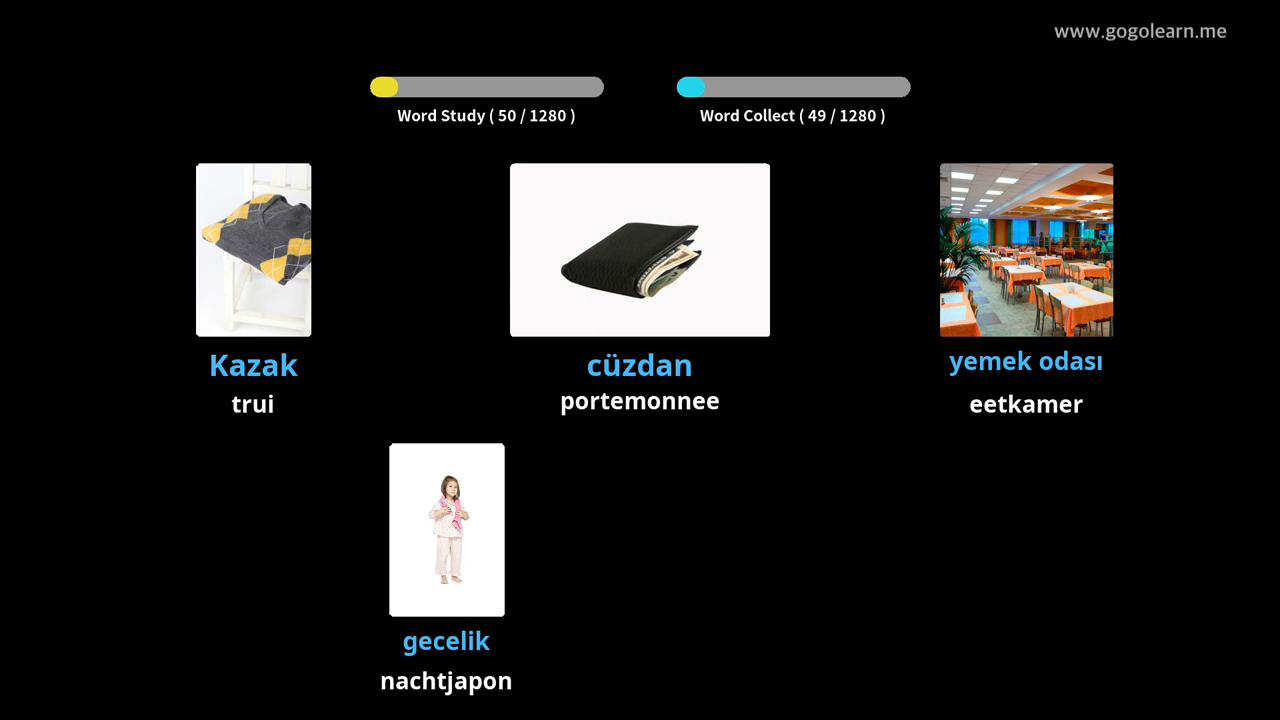 www.gogolearn.me
Word Study ( 50 / 1280 )
Word Collect ( 49 / 1280 )
Kazak
trui
cüzdan
portemonnee
yemek odası
eetkamer
gecelik
nachtjapon